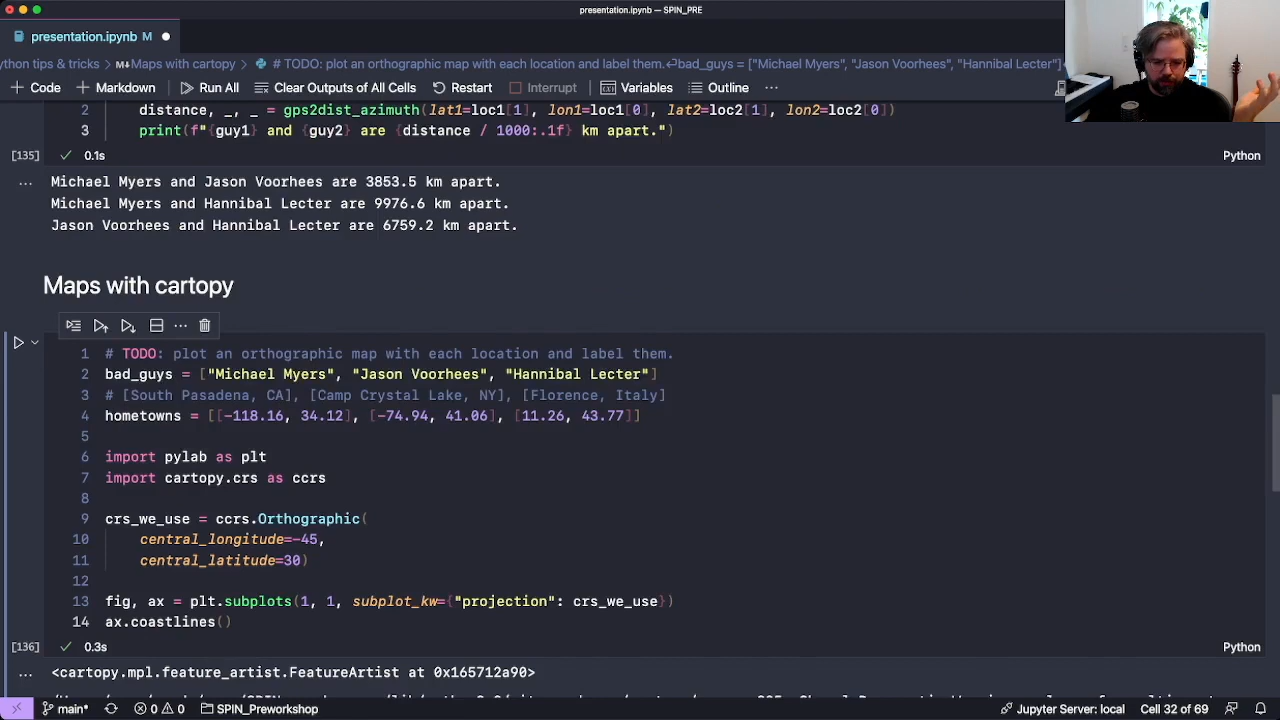 presentation.ipynb — SPIN_PRE
presentation.ipynb M
ython tips & tricks > Maps with cartopy > # TODO: plot an orthographic map with each location and label them.↵bad_guys = ["Michael Myers", "Jason Voorhees", "Hannibal Lecter"]
+ Code + Markdown Run All Clear Outputs of All Cells Restart Interrupt Variables Outline ...
2 distance, _, _ = gps2dist_azimuth(lat1=loc1[1], lon1=loc1[0], lat2=loc2[1], lon2=loc2[0])
3 print(f"{guy1} and {guy2} are {distance / 1000:.1f} km apart.")
[135] 0.1s Python
Michael Myers and Jason Voorhees are 3853.5 km apart.
Michael Myers and Hannibal Lecter are 9976.6 km apart.
Jason Voorhees and Hannibal Lecter are 6759.2 km apart.
Maps with cartopy
1 # TODO: plot an orthographic map with each location and label them.
2 bad_guys = ["Michael Myers", "Jason Voorhees", "Hannibal Lecter"]
3 # [South Pasadena, CA], [Camp Crystal Lake, NY], [Florence, Italy]
4 hometowns = [[-118.16, 34.12], [-74.94, 41.06], [11.26, 43.77]]
5
6 import pylab as plt
7 import cartopy.crs as ccrs
8
9 crs_we_use = ccrs.Orthographic(
10 central_longitude=-45,
11 central_latitude=30)
12
13 fig, ax = plt.subplots(1, 1, subplot_kw={"projection": crs_we_use})
14 ax.coastlines()
[136] 0.3s Python
<cartopy.mpl.feature_artist.FeatureArtist at 0x165712a90>
main* 0 0 SPIN_Preworkshop Jupyter Server: local Cell 32 of 69